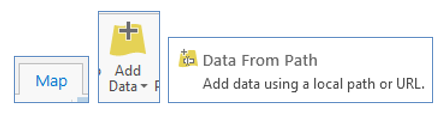 Map
Add
Data
Data From Path
Add data using a local path or URL.